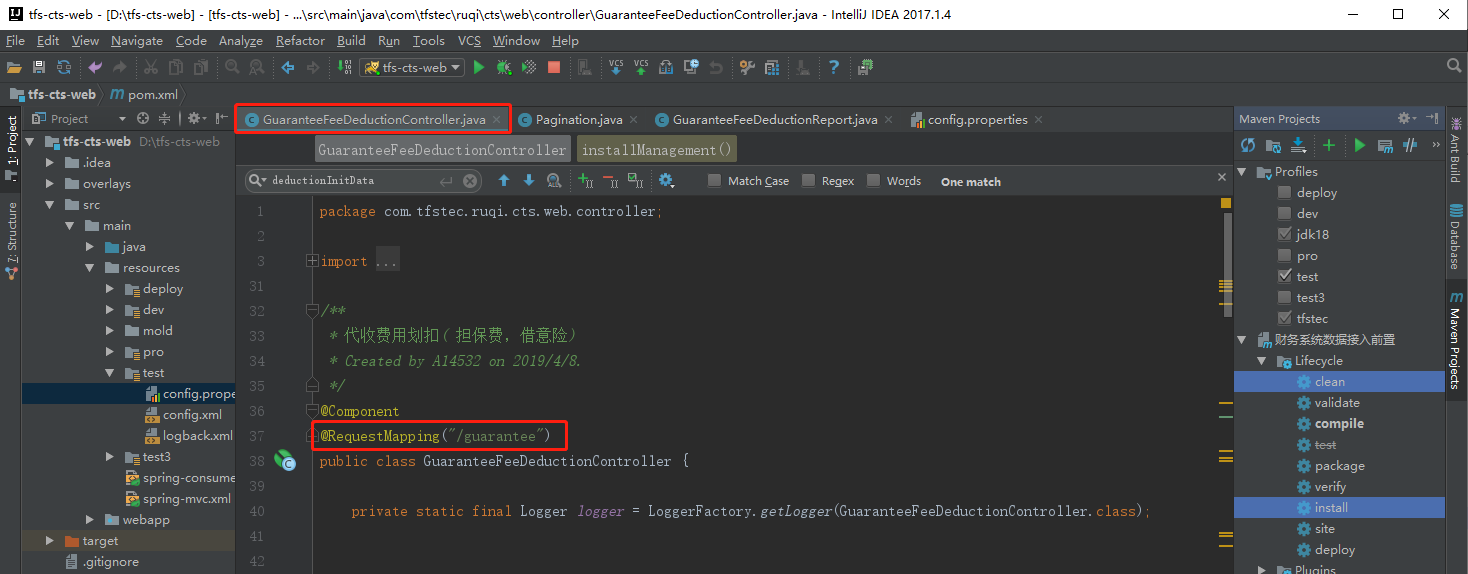 tfs-cts-web - [D:\tfs-cts-web] - [tfs-cts-web] - ...\src\main\java\com\tfstec\ruqi\cts\web\controller\GuaranteeFeeDeductionController.java - IntelliJ IDEA 2017.1.4
File Edit View Navigate Code Analyze Refactor Build Run Tools VCS Window Help
tfs-cts-web VCS VCS
tfs-cts-web pom.xml
1: Project
7: Structure
Project
tfs-cts-web D:\tfs-cts-web
.idea
overlays
src
main
java
resources
deploy
dev
mold
pro
test
config.prope
config.xml
logback.xml
test3
spring-consume
spring-mvc.xml
webapp
target
.gitignore
GuaranteeFeeDeductionController.java Pagination.java GuaranteeFeeDeductionReport.java config.properties
GuaranteeFeeDeductionController installManagement()
deductionInitData Match Case Regex Words One match
1 package com.tfstec.ruqi.cts.web.controller;
2
3 import ...
31
32 /**
33 * 代收费用划扣(担保费，借意险)
34 * Created by A14532 on 2019/4/8.
35 */
36 @Component
37 @RequestMapping("/guarantee")
38 public class GuaranteeFeeDeductionController {
39
40 private static final Logger logger = LoggerFactory.getLogger(GuaranteeFeeDeductionController.class);
41
42
Maven Projects
Profiles
deploy
dev
jdk18
pro
test
test3
tfstec
财务系统数据接入前置
Lifecycle
clean
validate
compile
test
package
verify
install
site
deploy
Plugins
Ant Build
Database
Maven Projects